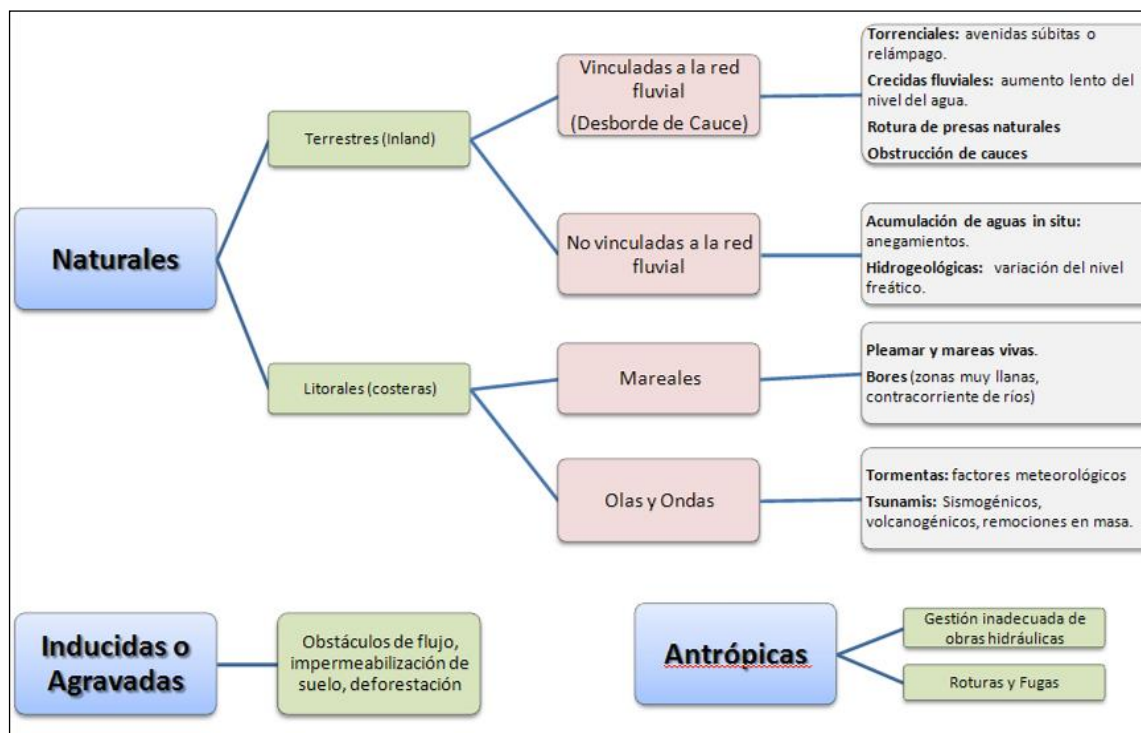 Naturales
Terrestres (Inland)
Vinculadas a la red
fluvial
(Desborde de Cauce)
Torrenciales: avenidas súbitas o
relámpago.
Crecidas fluviales: aumento lento del
nivel del agua.
Rotura de presas naturales
Obstrucción de cauces
No vinculadas a la red
fluvial
Acumulación de aguas in situ:
anegamientos.
Hidrogeológicas: variación del nivel
freático.
Litorales (costeras)
Mareales
Pleamar y mareas vivas.
Bores (zonas muy llanas,
contracorriente de ríos)
Olas y Ondas
Tormentas: factores meteorológicos
Tsunamis: Sismogénicos,
volcanogénicos, remociones en masa.
Inducidas o
Agravadas
Obstáculos de flujo,
impermeabilización de
suelo, deforestación
Antrópicas
Gestión inadecuada de
obras hidráulicas
Roturas y Fugas